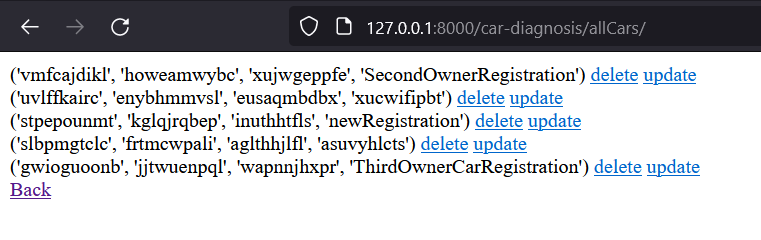 127.0.0.1:8000/car-diagnosis/allCars/
('vmfcajdikl', 'howeamwybc', 'xujwgeppfe', 'SecondOwnerRegistration') delete update
('uvlffkairc', 'enybhmmvsl', 'eusaqmbdbx', 'xucwifipbt') delete update
('stpepounmt', 'kglqjrqbep', 'inuthhtfls', 'newRegistration') delete update
('slbpmgtclc', 'frtmcwpali', 'aglthhjlfl', 'asuvyhlcts') delete update
('gwioguoonb', 'jjtwuenpql', 'wapnnjhxpr', 'ThirdOwnerCarRegistration') delete update
Back